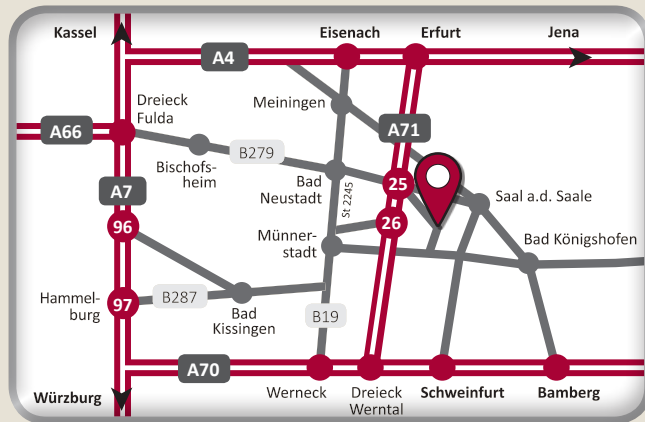 Kassel
Eisenach
Erfurt
Jena
A4
Dreieck
Fulda
Meiningen
A66
A71
B279
Bischofs-
heim
Bad
Neustadt
St 2245
25
Saal a.d. Saale
A7
96
26
Münner-
stadt
Bad Königshofen
Hammel-
burg
97
B287
Bad
Kissingen
B19
A70
Würzburg
Werneck
Dreieck
Werntal
Schweinfurt
Bamberg